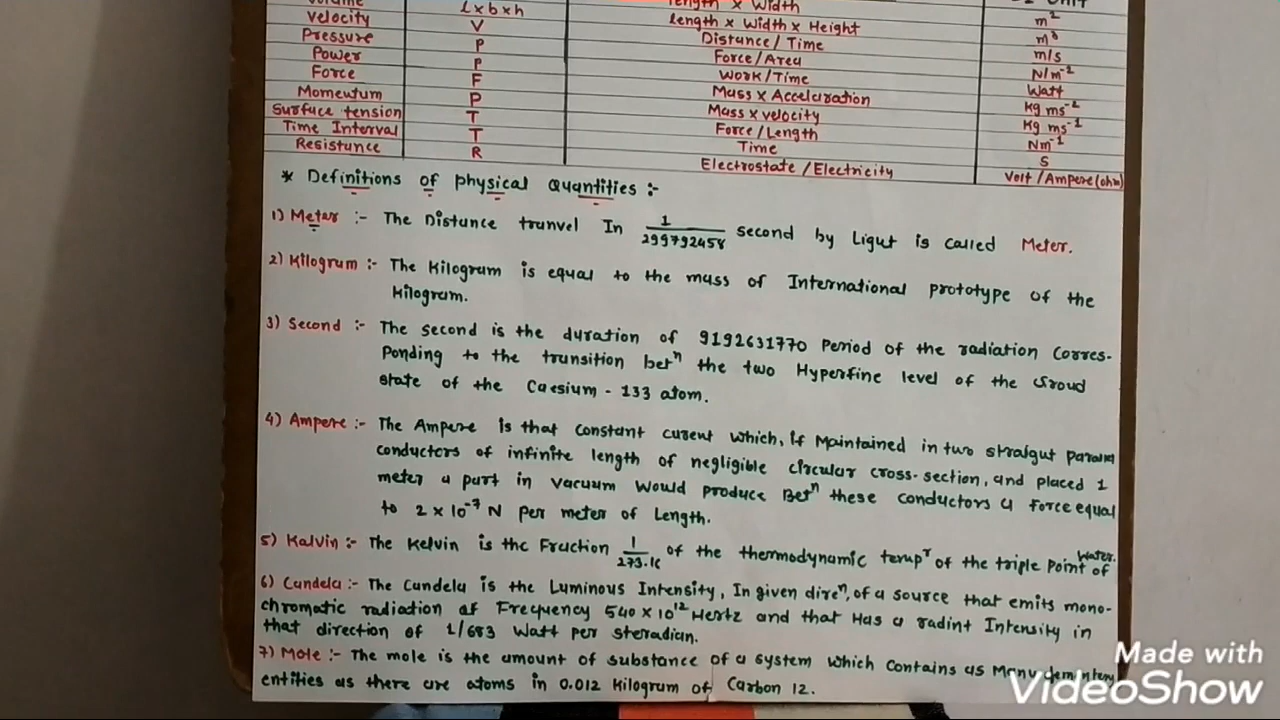 Volume l x b x h length x Width SI Unit
Velocity V length x Width x Height m²
Pressure P Distance / Time m³
Power P Force / Area m/s
Force F Work / Time N/m⁻²
Momentum P Mass x Acceleration Watt
Surface tension T Mass x velocity Kg ms⁻²
Time Interval T Force / Length Kg ms⁻¹
Resistance R Time Nm⁻¹
S
Electrostate / Electricity Volt / Ampere (ohm)
* Definitions of physical Quantities :-
1) Meter :- The Distance trunvel In 1/299792458 second by Ligut is called Meter.
2) Kilogram :- The Kilogram is equal to the mass of International prototype of the
Kilogram.
3) Second :- The second is the duration of 9192631770 Period of the radiation Corres-
Ponding to the transition betⁿ the two Hyperfine level of the Groud
state of the Caesium - 133 atom.
4) Ampere :- The Ampere is that constant curent which, if Maintained in two straigut
conductors of infinite length of negligible circular cross-section, and placed 1
meter a part in vacuum would produce Betⁿ these conductors a force equal
to 2 x 10⁻⁷ N per meter of Length.
5) Kalvin :- The Kelvin is the Fraction 1/273.16 of the thermodynamic tempʳ of the triple Point of Water.
6) Candela :- The Candela is the Luminous Intensity, In given direⁿ, of a source that emits mono-
chromatic radiation of Frequency 540 x 10¹² Hertz and that Has a radint Intensity in
that direction of 1/683 Watt per steradian.
7) Mole :- The mole is the amount of substance of a system which contains as Many
entities as there are atoms in 0.012 Kilogram of Carbon 12.
Made with
VideoShow